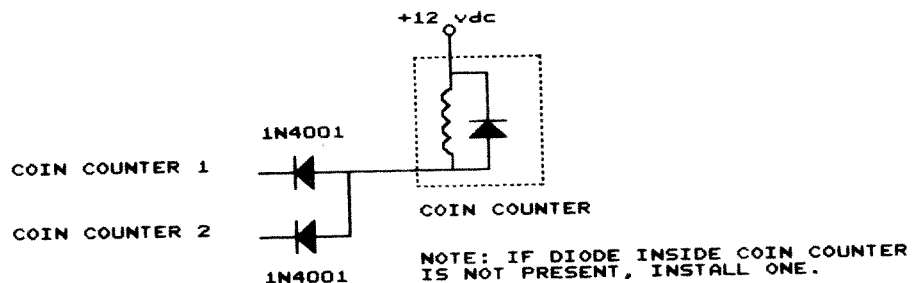 +12 vdc
1N4001
COIN COUNTER 1
COIN COUNTER
COIN COUNTER 2
NOTE: IF DIODE INSIDE COIN COUNTER
IS NOT PRESENT, INSTALL ONE.
1N4001